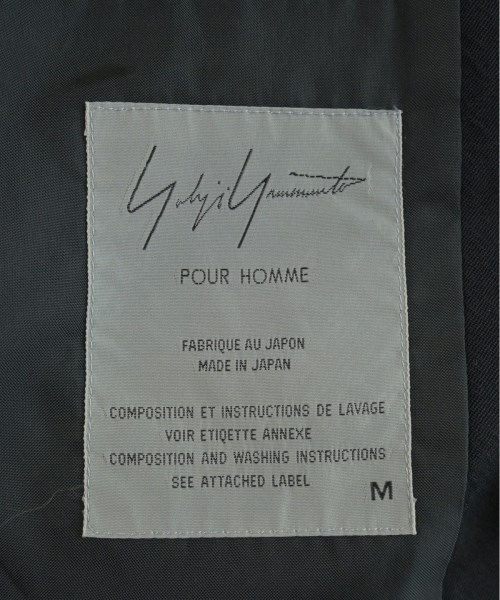 Yohji Yamamoto
POUR HOMME
FABRIQUE AU JAPON
MADE IN JAPAN
COMPOSITION ET INSTRUCTIONS DE LAVAGE
VOIR ETIQETTE ANNEXE
COMPOSITION AND WASHING INSTRUCTIONS
SEE ATTACHED LABEL
M